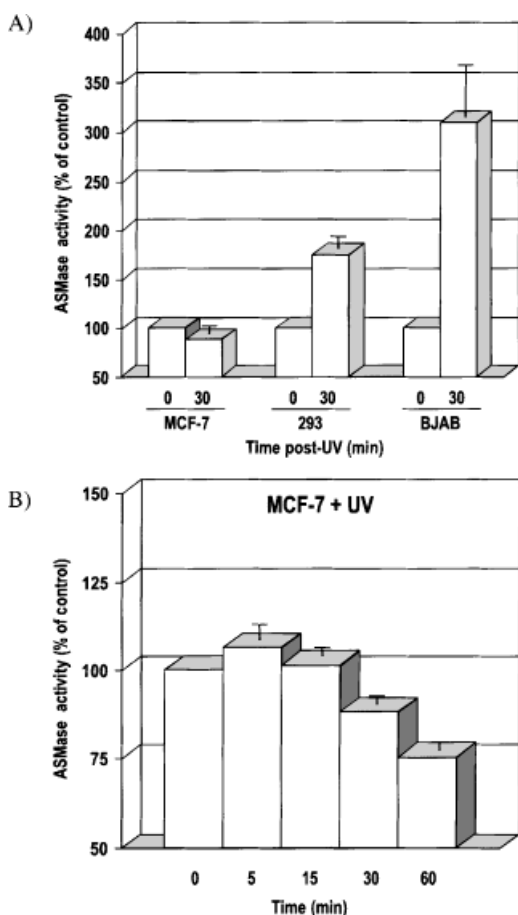 A)
ASMase activity (% of control)
400
350
300
250
200
150
100
50
0 30 0 30 0 30
MCF-7 293 BJAB
Time post-UV (min)
B)
MCF-7 + UV
ASMase activity (% of control)
150
125
100
75
50
0 5 15 30 60
Time (min)